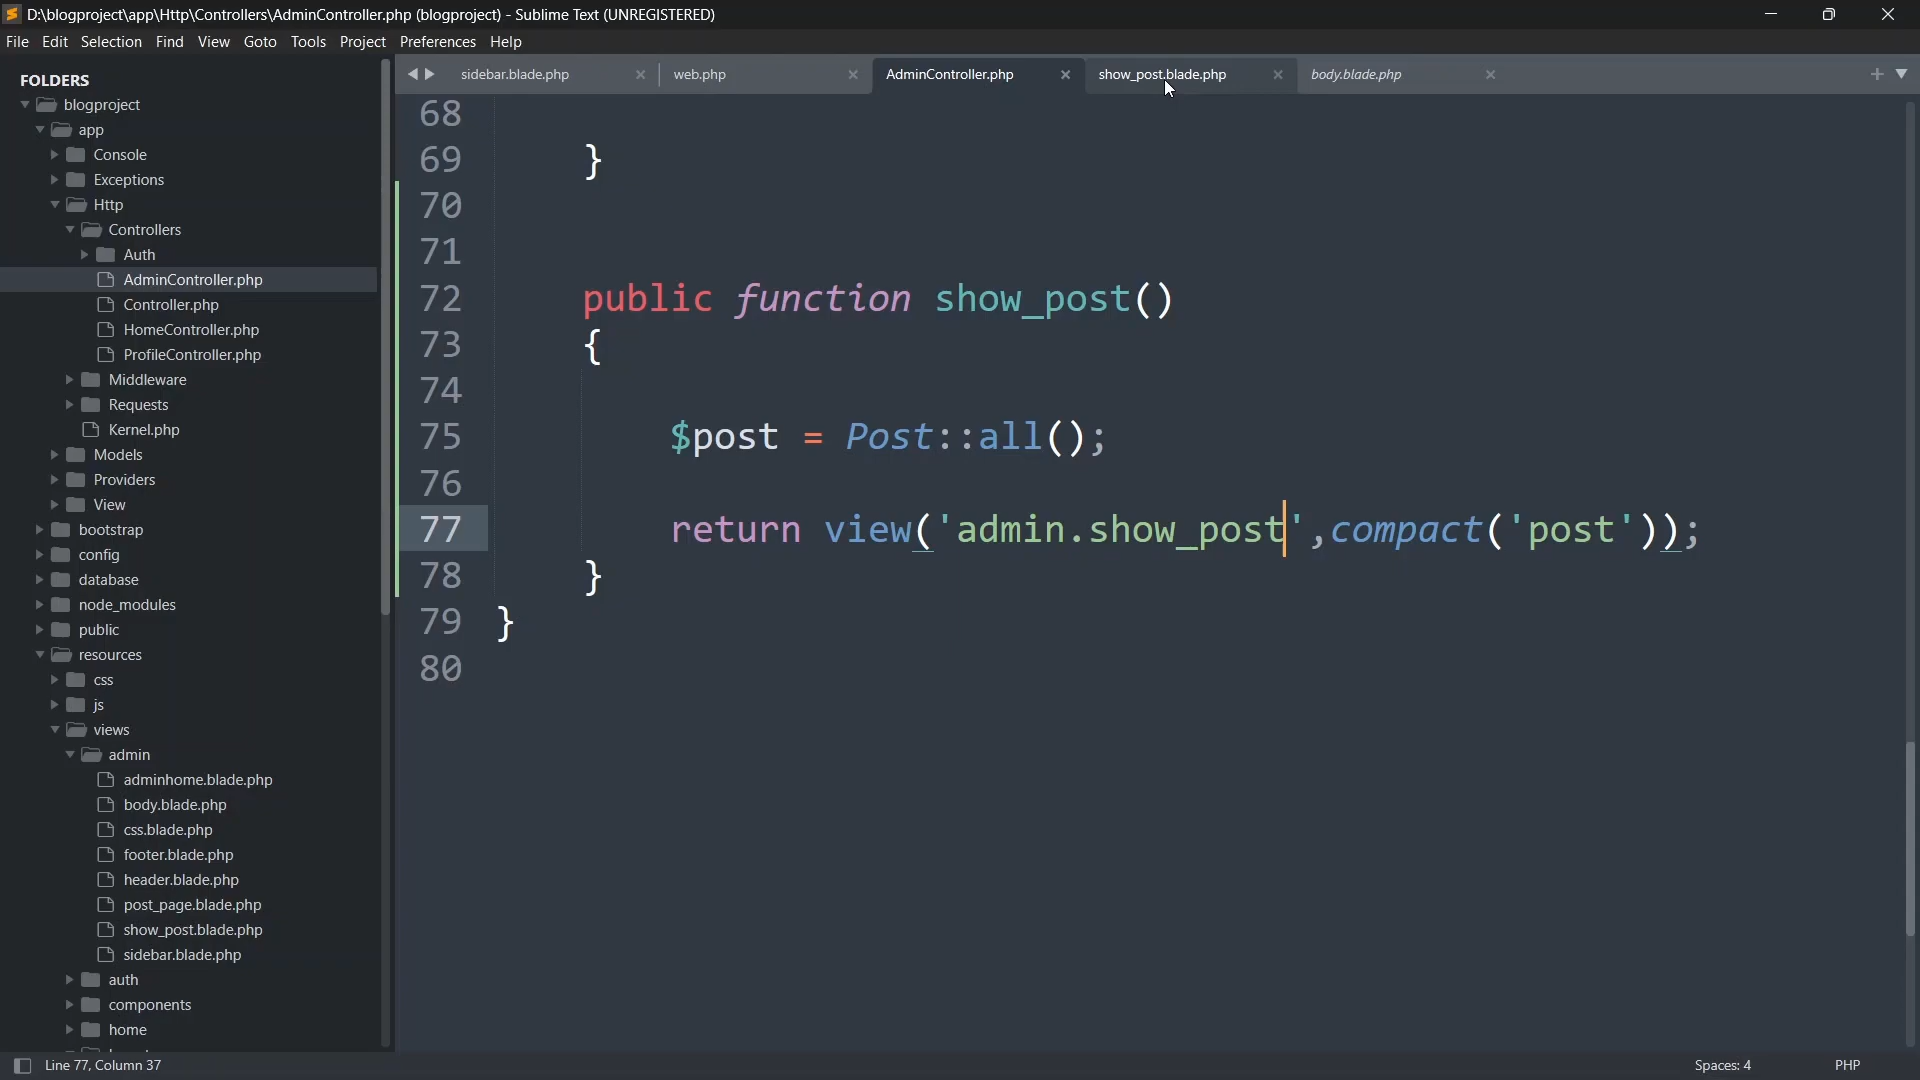 D:\blogproject\app\Http\Controllers\AdminController.php (blogproject) - Sublime Text (UNREGISTERED)
File Edit Selection Find View Goto Tools Project Preferences Help
FOLDERS
blogproject
app
Console
Exceptions
Http
Controllers
Auth
AdminController.php
Controller.php
HomeController.php
ProfileController.php
Middleware
Requests
Kernel.php
Models
Providers
View
bootstrap
config
database
node_modules
public
resources
css
js
views
admin
adminhome.blade.php
body.blade.php
css.blade.php
footer.blade.php
header.blade.php
post_page.blade.php
show_post.blade.php
sidebar.blade.php
auth
components
home
sidebar.blade.php web.php AdminController.php show_post.blade.php body.blade.php
68
69 }
70
71
72 public function show_post()
73 {
74
75 $post = Post::all();
76
77 return view('admin.show_post',compact('post'));
78 }
79 }
80
Line 77, Column 37 Spaces: 4 PHP